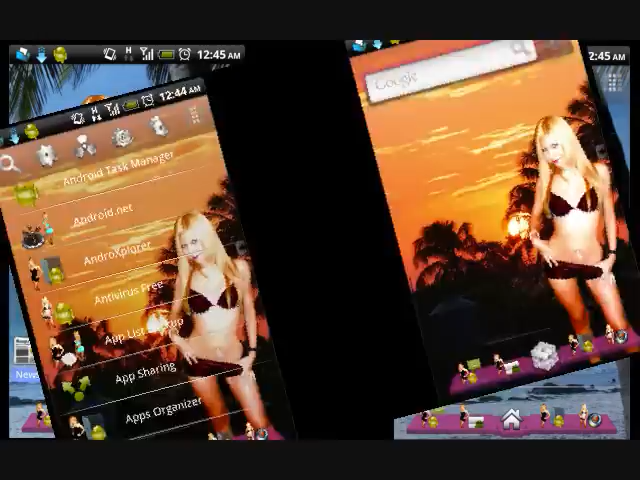 12:45 AM
2:45 AM
12:44 AM
Google
Android Task Manager
Android.net
AndroXplorer
Antivirus Free
App List Backup
App Sharing
Apps Organizer
News